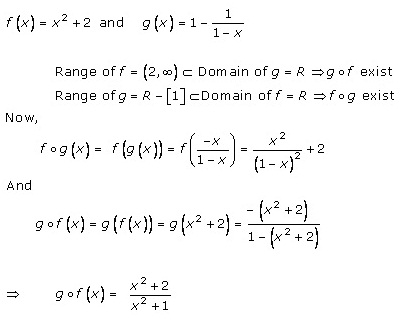 f(x) = x² + 2 and g(x) = 1 - 1/(1 - x)
Range of f = (2, ∞) ⊂ Domain of g = R ⇒ g∘f exist
Range of g = R - [1] ⊂ Domain of f = R ⇒ f∘g exist
Now,
f∘g(x) = f(g(x)) = f(-x/(1 - x)) = x²/(1 - x)² + 2
And
g∘f(x) = g(f(x)) = g(x² + 2) = -(x² + 2)/(1 - (x² + 2))
⇒ g∘f(x) = (x² + 2)/(x² + 1)